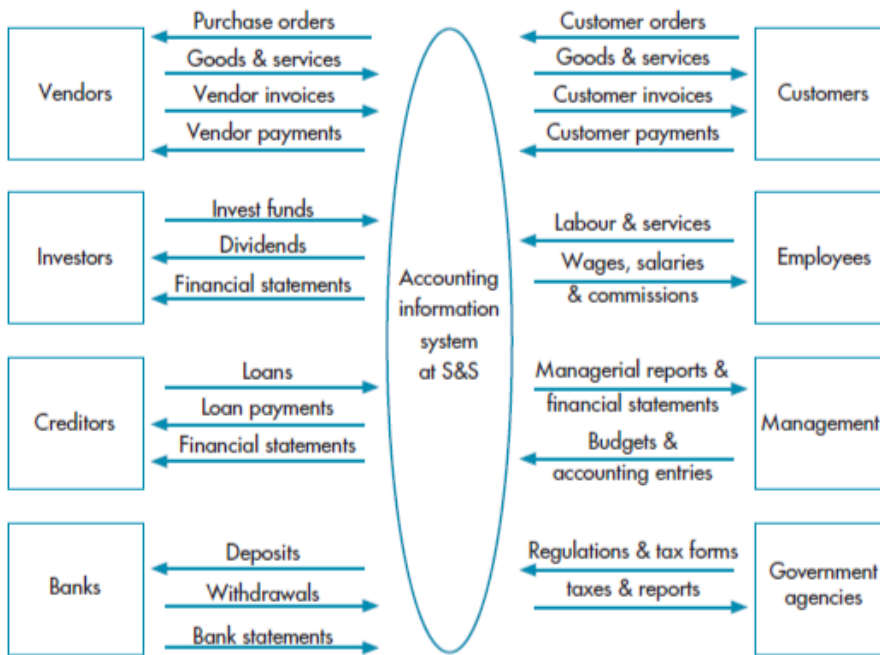 Purchase orders
Goods & services
Vendor invoices
Vendor payments
Vendors
Customer orders
Goods & services
Customer invoices
Customer payments
Customers
Invest funds
Dividends
Financial statements
Investors
Labour & services
Wages, salaries
& commissions
Employees
Accounting
information
system
at S&S
Loans
Loan payments
Financial statements
Creditors
Managerial reports &
financial statements
Budgets &
accounting entries
Management
Deposits
Withdrawals
Bank statements
Banks
Regulations & tax forms
taxes & reports
Government
agencies